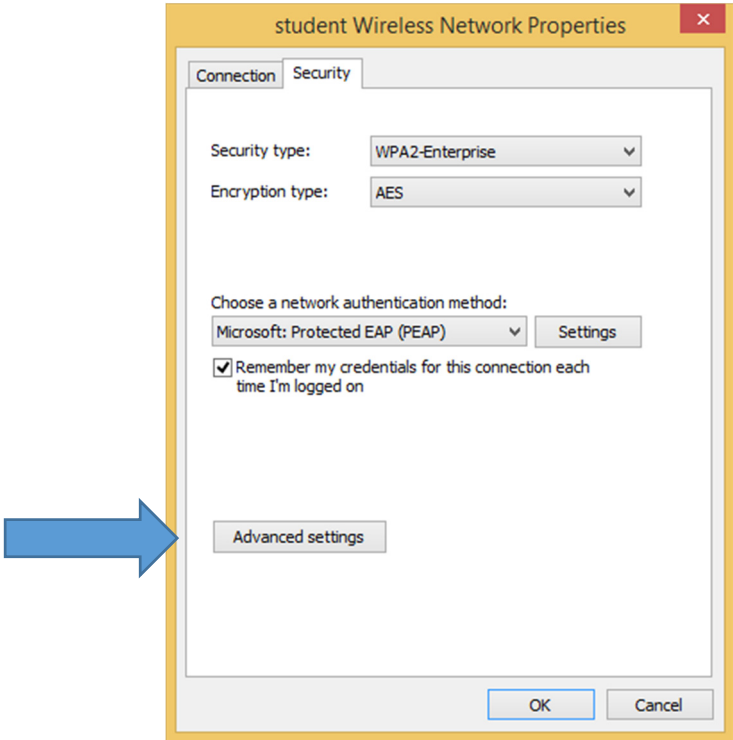 student Wireless Network Properties
Connection
Security
Security type:
WPA2-Enterprise
Encryption type:
AES
Choose a network authentication method:
Microsoft: Protected EAP (PEAP)
Settings
Remember my credentials for this connection each
time I'm logged on
Advanced settings
OK
Cancel